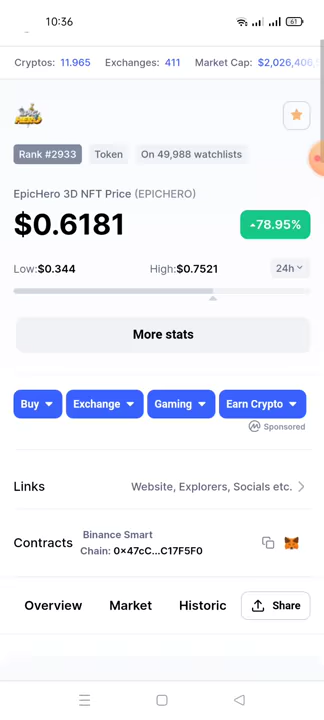 10:36
61
Cryptos: 11.965 Exchanges: 411 Market Cap: $2,026,406,5
Rank #2933 Token On 49,988 watchlists
EpicHero 3D NFT Price (EPICHERO)
$0.6181 78.95%
Low:$0.344 High:$0.7521 24h
More stats
Buy Exchange Gaming Earn Crypto
Sponsored
Links Website, Explorers, Socials etc.
Contracts Binance Smart
Chain: 0x47cC...C17F5F0
Overview Market Historic Share